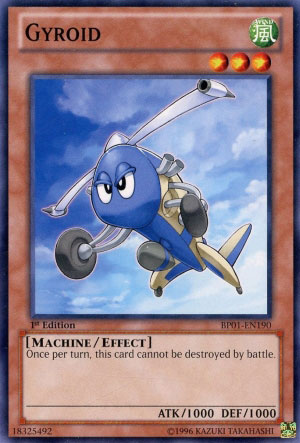 GYROID
風
1st Edition
BP01-EN190
[MACHINE/EFFECT]
Once per turn, this card cannot be destroyed by battle.
ATK/1000 DEF/1000
18325492
©1996 KAZUKI TAKAHASHI